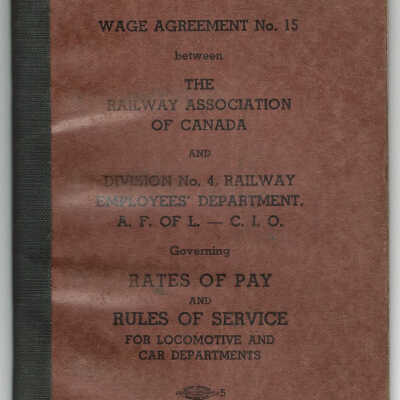 WAGE AGREEMENT No. 15
between
THE
RAILWAY ASSOCIATION
OF CANADA
AND
DIVISION No. 4, RAILWAY
EMPLOYEES' DEPARTMENT,
A. F. OF L. — C. I. O.
Governing
RATES OF PAY
AND
RULES OF SERVICE
FOR LOCOMOTIVE AND
CAR DEPARTMENTS
5